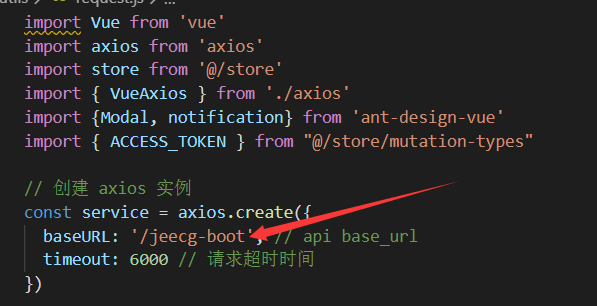 utils > request.js > ...
import Vue from 'vue'
import axios from 'axios'
import store from '@/store'
import { VueAxios } from './axios'
import {Modal, notification} from 'ant-design-vue'
import { ACCESS_TOKEN } from "@/store/mutation-types"
// 创建 axios 实例
const service = axios.create({
baseURL: '/jeecg-boot', // api base_url
timeout: 6000 // 请求超时时间
})